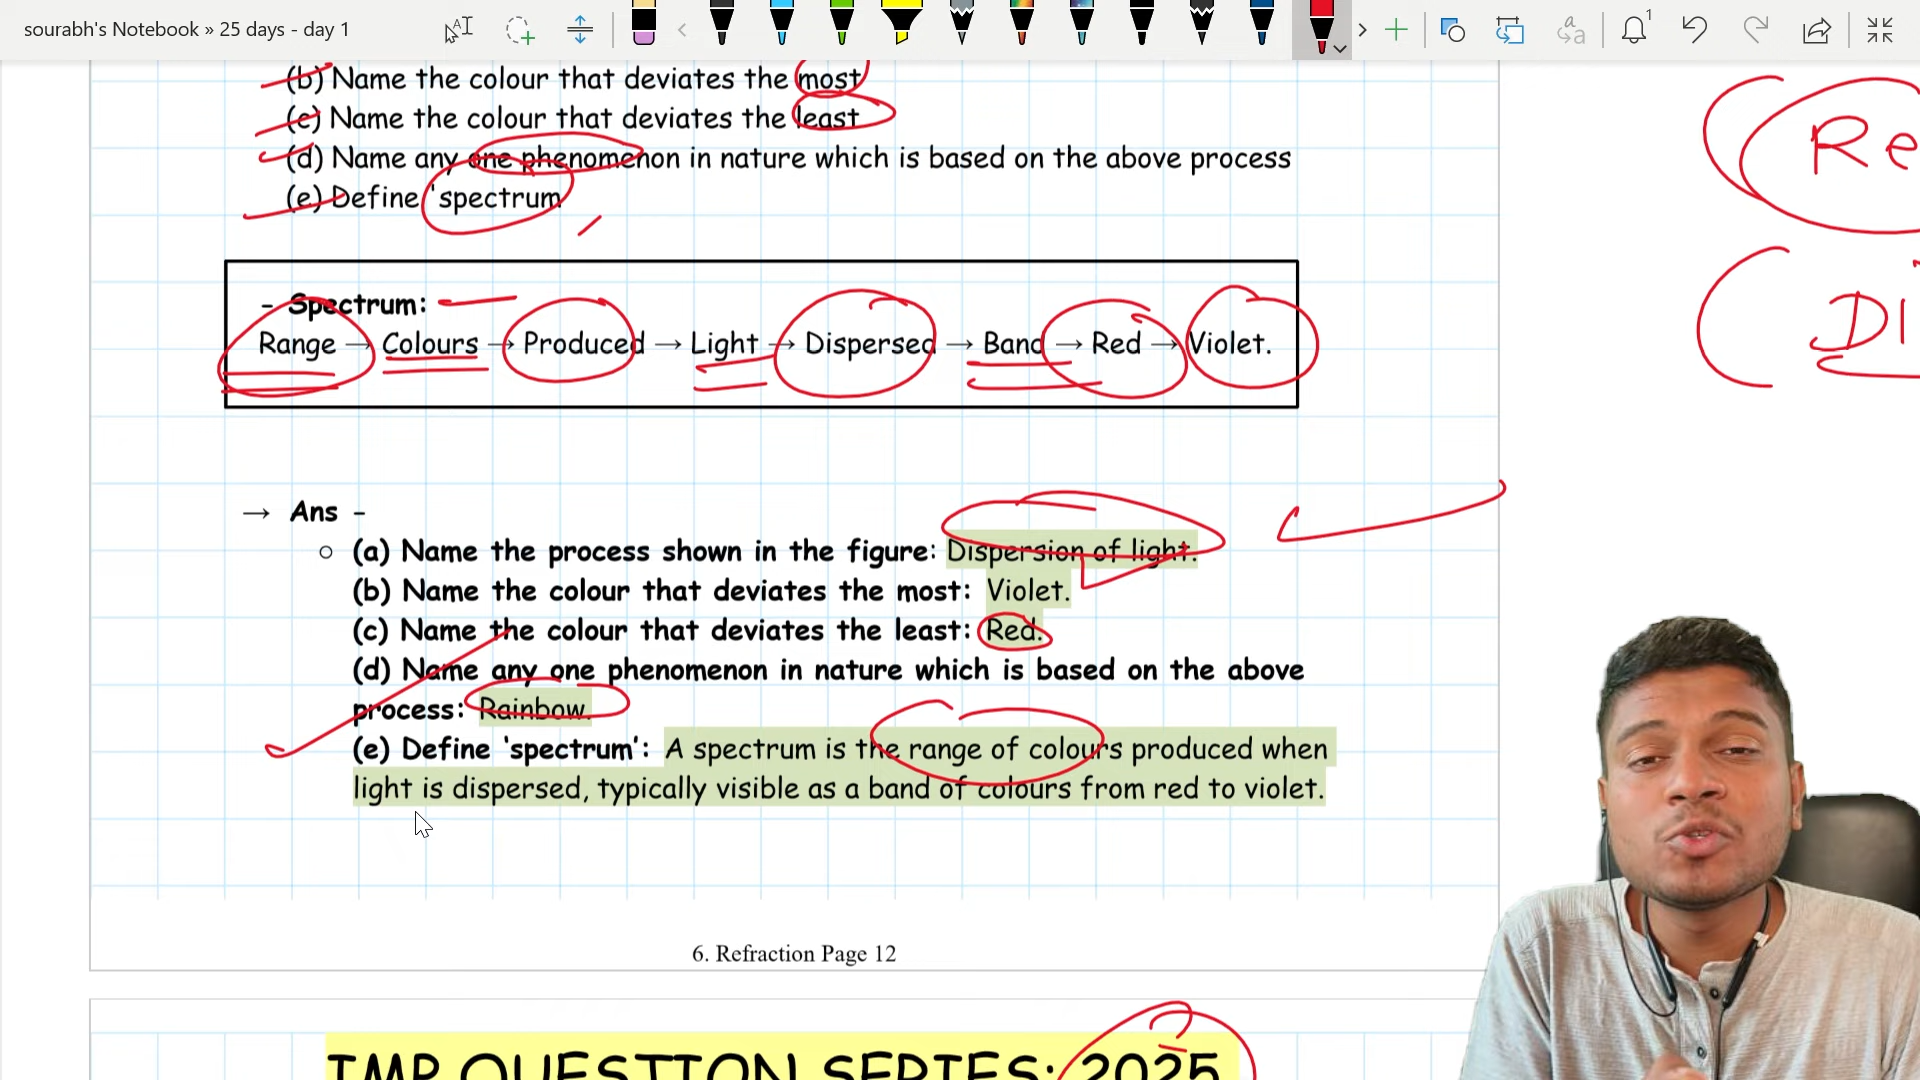 sourabh's Notebook » 25 days - day 1
(b) Name the colour that deviates the most
(c) Name the colour that deviates the least
(d) Name any one phenomenon in nature which is based on the above process
(e) Define 'spectrum'
Re
DI
- Spectrum:
Range → Colours → Produced → Light → Dispersed → Band → Red → Violet.
→ Ans -
(a) Name the process shown in the figure: Dispersion of light.
(b) Name the colour that deviates the most: Violet.
(c) Name the colour that deviates the least: Red.
(d) Name any one phenomenon in nature which is based on the above
process: Rainbow.
(e) Define 'spectrum': A spectrum is the range of colours produced when
light is dispersed, typically visible as a band of colours from red to violet.
6. Refraction Page 12
IMP QUESTION SERIES: 2025